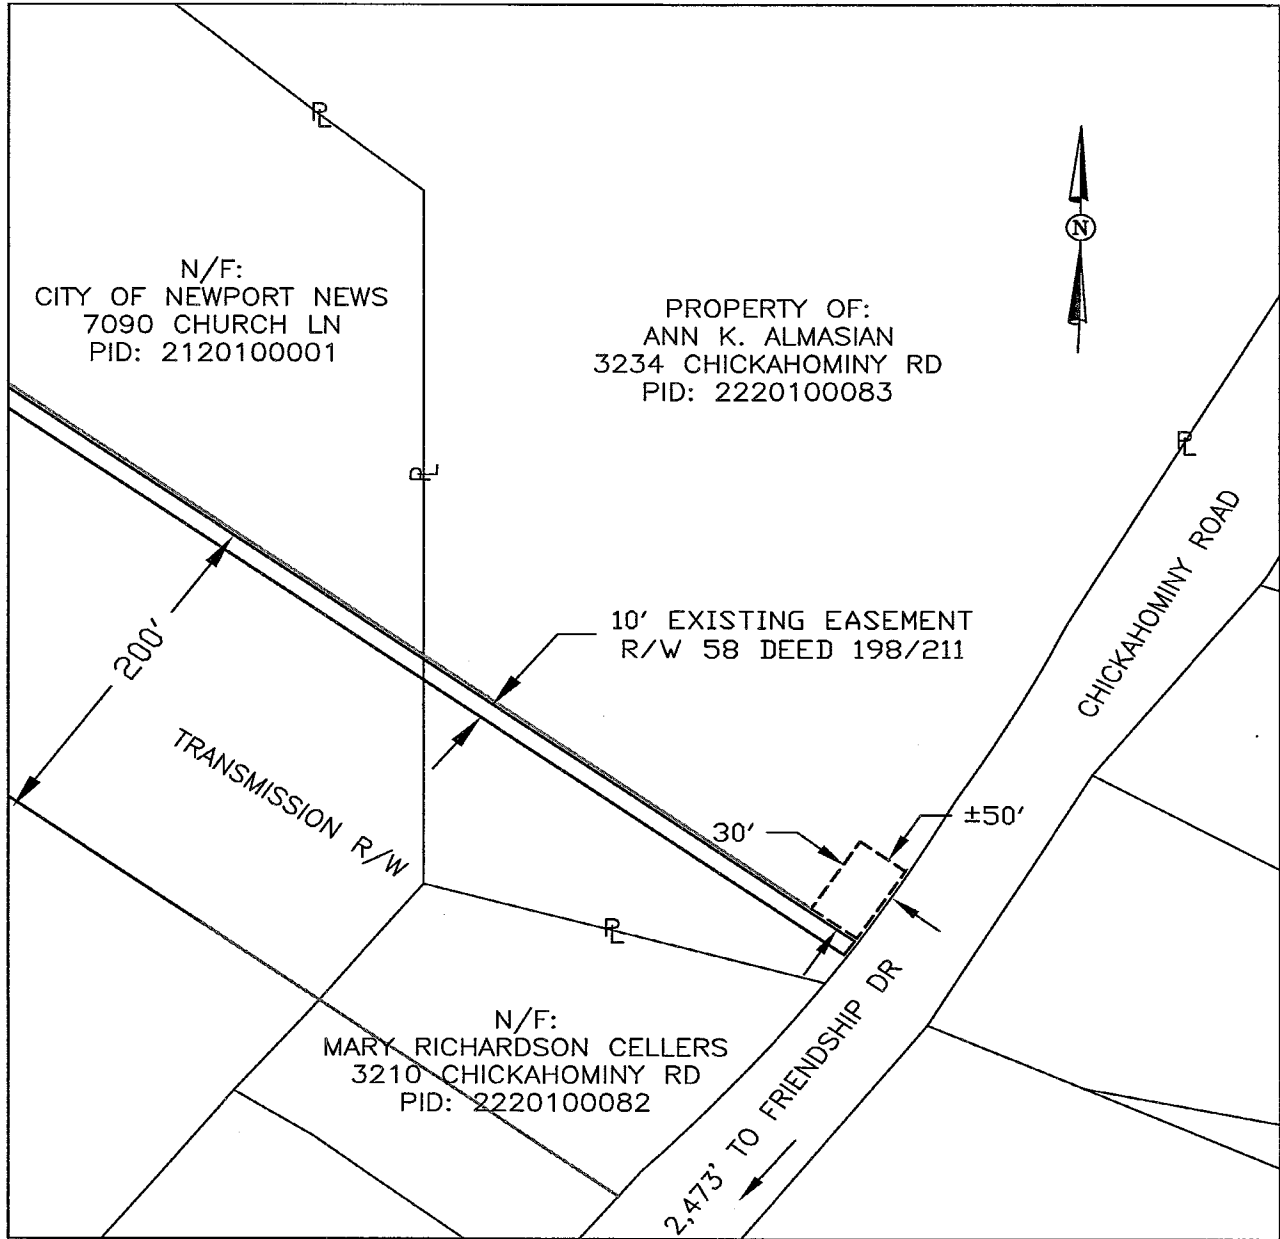 PL
N/F:
CITY OF NEWPORT NEWS
7090 CHURCH LN
PID: 2120100001
N
PROPERTY OF:
ANN K. ALMASIAN
3234 CHICKAHOMINY RD
PID: 2220100083
PL
PL
CHICKAHOMINY ROAD
10' EXISTING EASEMENT
R/W 58 DEED 198/211
200'
TRANSMISSION R/W
30'
±50'
PL
N/F:
MARY RICHARDSON CELLERS
3210 CHICKAHOMINY RD
PID: 2220100082
2,473' TO FRIENDSHIP DR